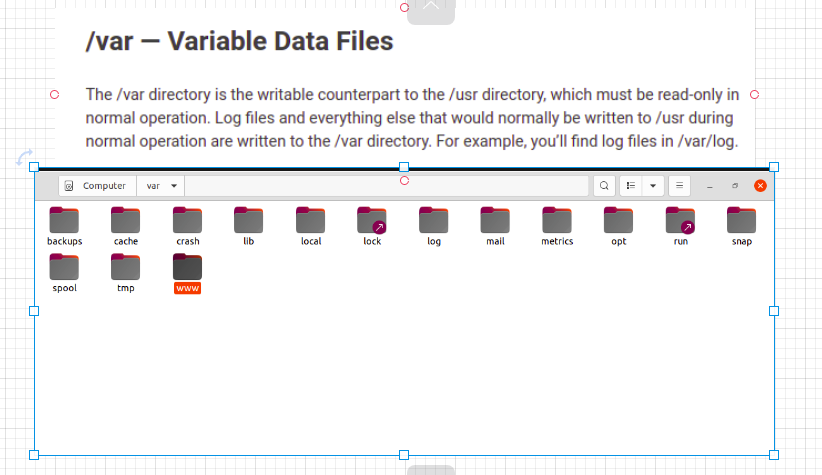 /var — Variable Data Files
The /var directory is the writable counterpart to the /usr directory, which must be read-only in
normal operation. Log files and everything else that would normally be written to /usr during
normal operation are written to the /var directory. For example, you’ll find log files in /var/log.
Computer var
backups cache crash lib local lock log mail metrics opt run snap
spool tmp www